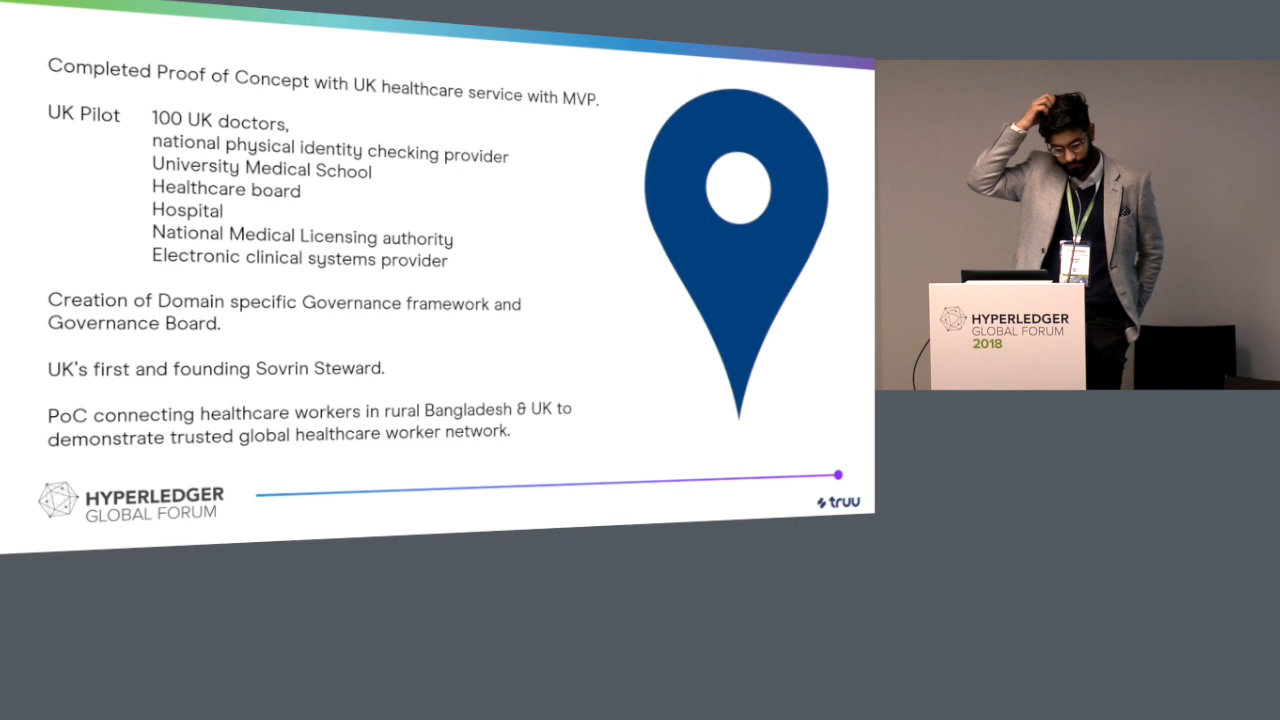 Completed Proof of Concept with UK healthcare service with MVP.
UK Pilot 100 UK doctors,
national physical identity checking provider
University Medical School
Healthcare board
Hospital
National Medical Licensing authority
Electronic clinical systems provider
Creation of Domain specific Governance framework and
Governance Board.
UK's first and founding Sovrin Steward.
PoC connecting healthcare workers in rural Bangladesh & UK to
demonstrate trusted global healthcare worker network.
HYPERLEDGER
GLOBAL FORUM
truu
HYPERLEDGER
GLOBAL FORUM
2018